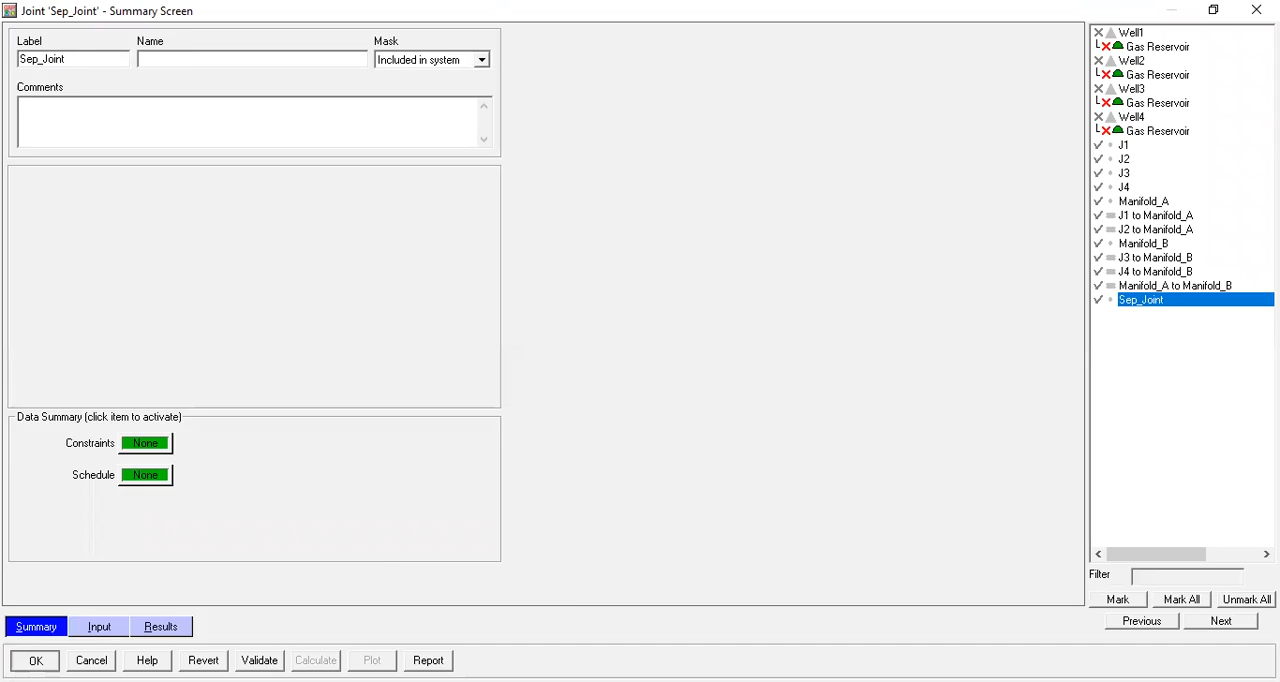 Joint 'Sep_Joint' - Summary Screen
Label
Name
Mask
Sep_Joint
Included in system
Comments
Data Summary (click item to activate)
Constraints
None
Schedule
None
Well1
Gas Reservoir
Well2
Gas Reservoir
Well3
Gas Reservoir
Well4
Gas Reservoir
J1
J2
J3
J4
Manifold_A
J1 to Manifold_A
J2 to Manifold_A
Manifold_B
J3 to Manifold_B
J4 to Manifold_B
Manifold_A to Manifold_B
Sep_Joint
Filter
Mark
Mark All
Unmark All
Previous
Next
Summary
Input
Results
OK
Cancel
Help
Revert
Validate
Calculate
Plot
Report